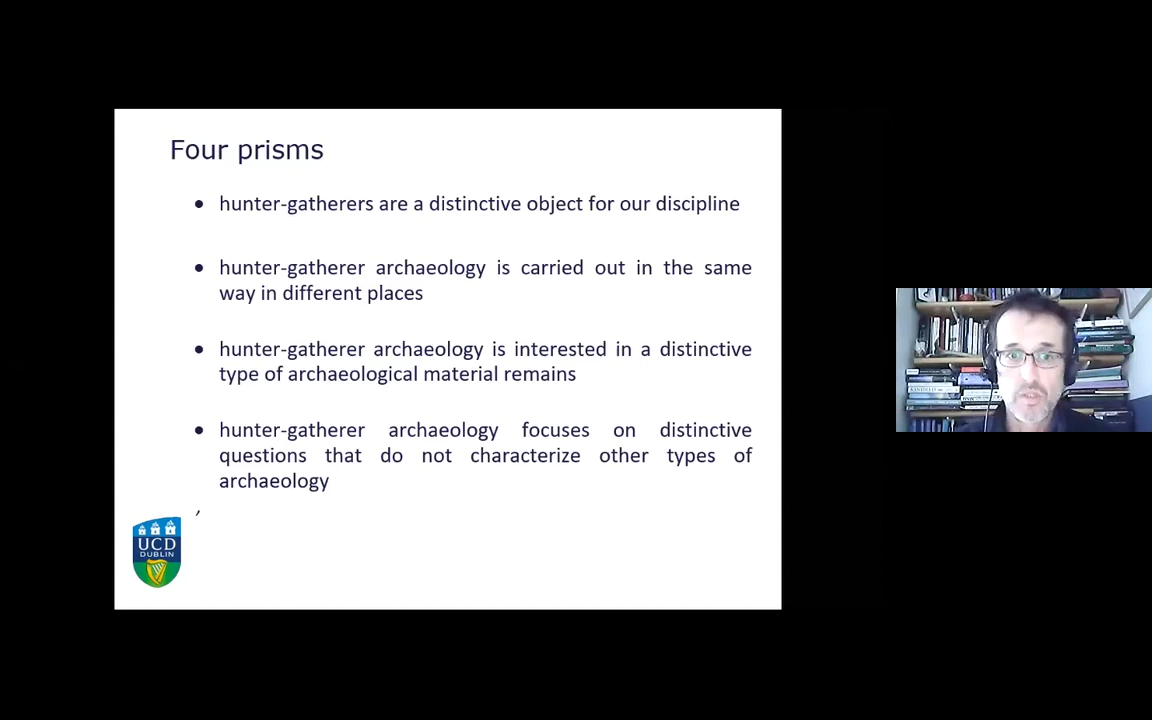 Four prisms
• hunter-gatherers are a distinctive object for our discipline
• hunter-gatherer archaeology is carried out in the same
way in different places
• hunter-gatherer archaeology is interested in a distinctive
type of archaeological material remains
• hunter-gatherer archaeology focuses on distinctive
questions that do not characterize other types of
archaeology
,
UCD
DUBLIN